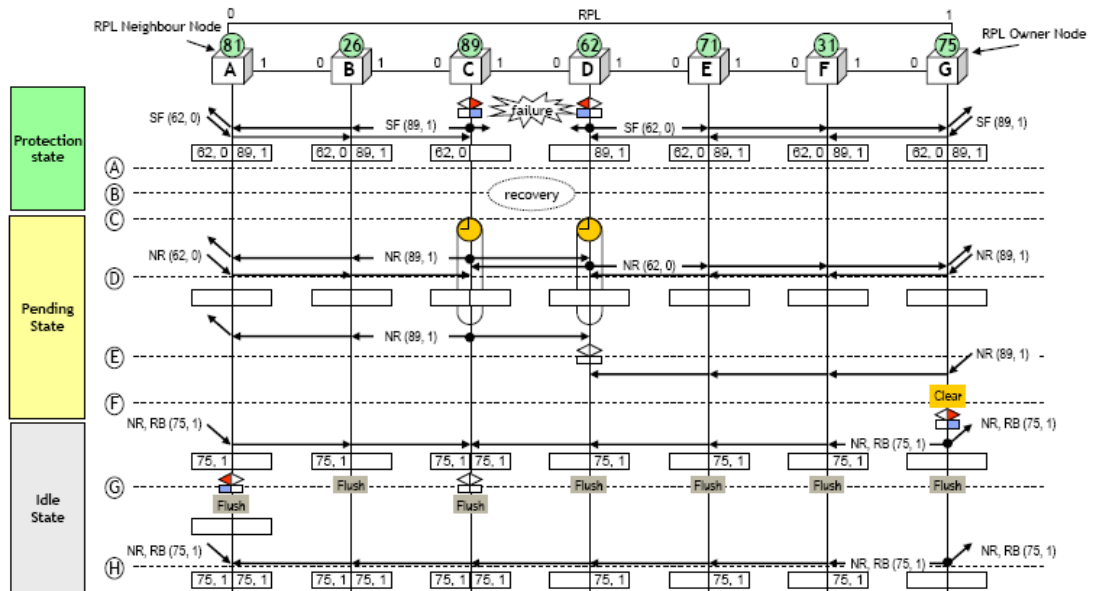 0 RPL 1
RPL Neighbour Node
RPL Owner Node
81 26 89 62 71 31 75
A 1 0 B 1 0 C 1 0 D 1 0 E 1 0 F 1 0 G
Protection state
failure
SF (62, 0) SF (89, 1) SF (62, 0) SF (89, 1)
62, 0 89, 1 62, 0 89, 1 62, 0 89, 1 62, 0 89, 1 62, 0 89, 1 62, 0 89, 1
A
B recovery
C
Pending State
NR (62, 0) NR (89, 1) NR (62, 0) NR (89, 1)
D
NR (89, 1)
E
NR (89, 1)
F Clear
Idle State
NR, RB (75, 1) NR, RB (75, 1) NR, RB (75, 1)
75, 1 75, 1 75, 1 75, 1 75, 1 75, 1 75, 1
G Flush Flush Flush Flush Flush Flush
NR, RB (75, 1) NR, RB (75, 1) NR, RB (75, 1)
H
75, 1 75, 1 75, 1 75, 1 75, 1 75, 1 75, 1 75, 1 75, 1